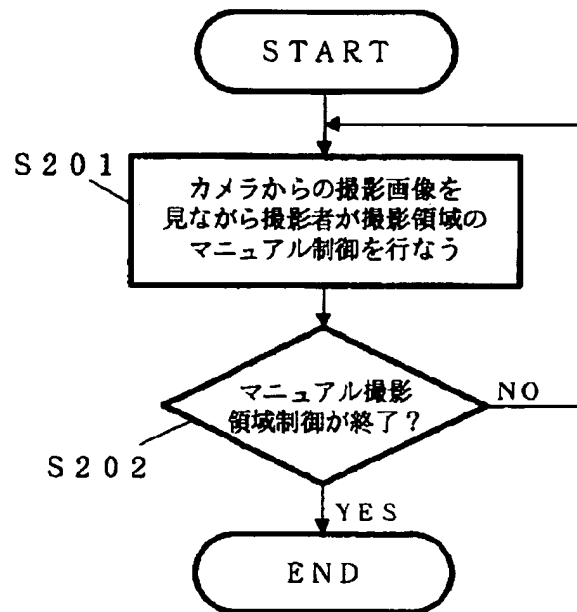 START
S201
カメラからの撮影画像を
見ながら撮影者が撮影領域の
マニュアル制御を行なう
マニュアル撮影
領域制御が終了？
NO
S202
YES
END